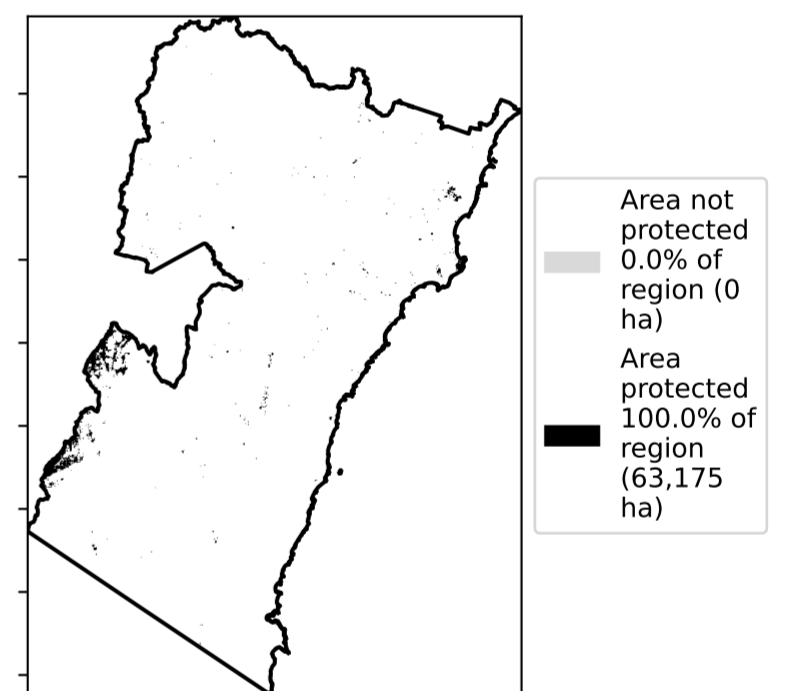 Area not
protected
0.0% of
region (0
ha)
Area
protected
100.0% of
region
(63,175
ha)